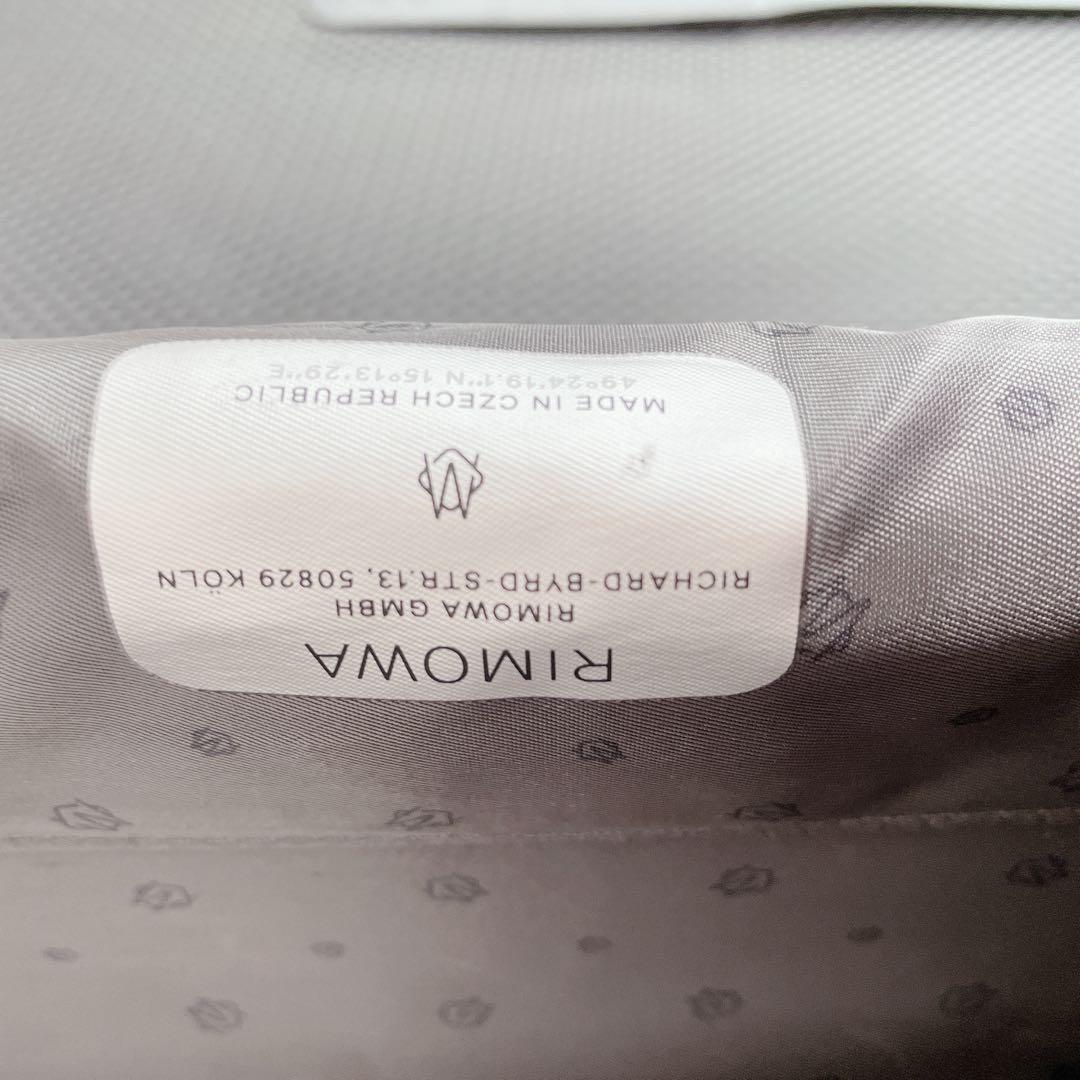 RIMOWA
RIMOWA GMBH
RICHARD-BYRD-STR.13, 50829 KÖLN
MADE IN CZECH REPUBLIC
49°24'19.1''N 15°13'29''E